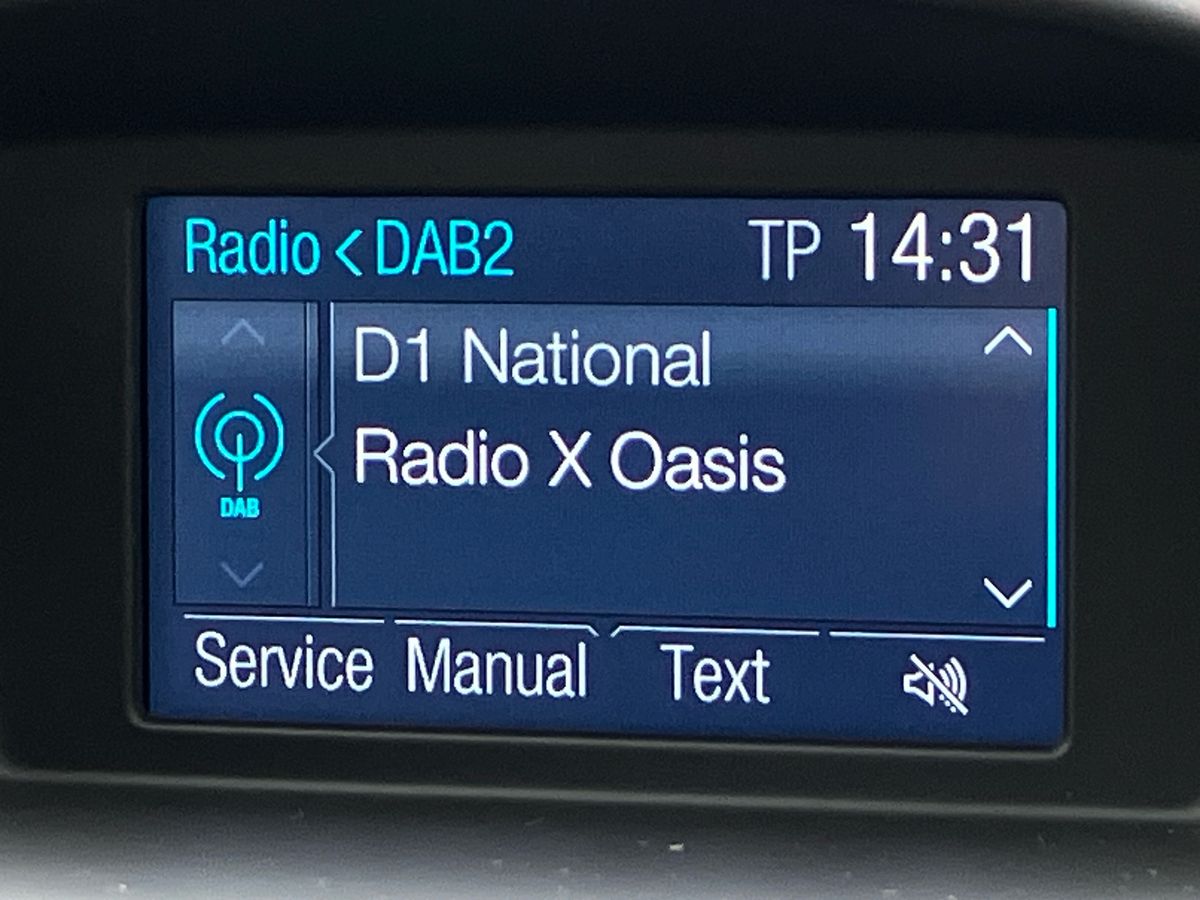 Radio < DAB2 TP 14:31
D1 National
Radio X Oasis
DAB
Service Manual Text